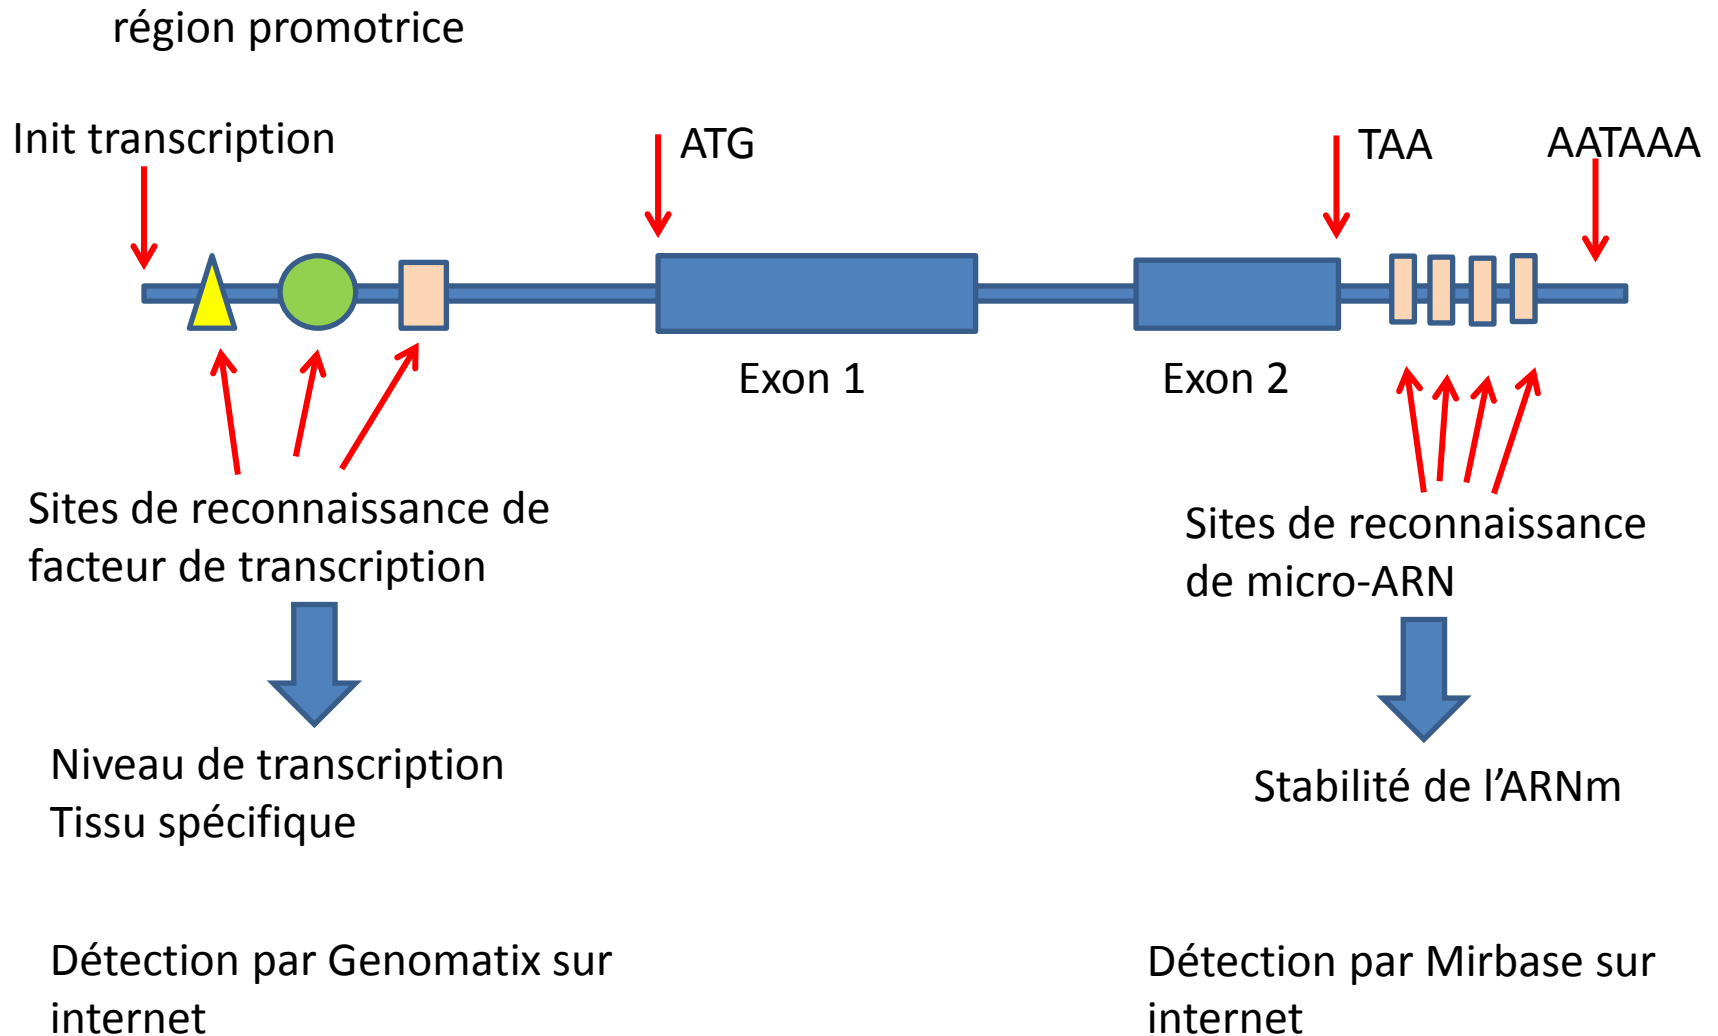 région promotrice
Init transcription
ATG
TAA
AATAAA
Exon 1
Exon 2
Sites de reconnaissance de
facteur de transcription
Sites de reconnaissance
de micro-ARN
Niveau de transcription
Tissu spécifique
Stabilité de l’ARNm
Détection par Genomatix sur
internet
Détection par Mirbase sur
internet